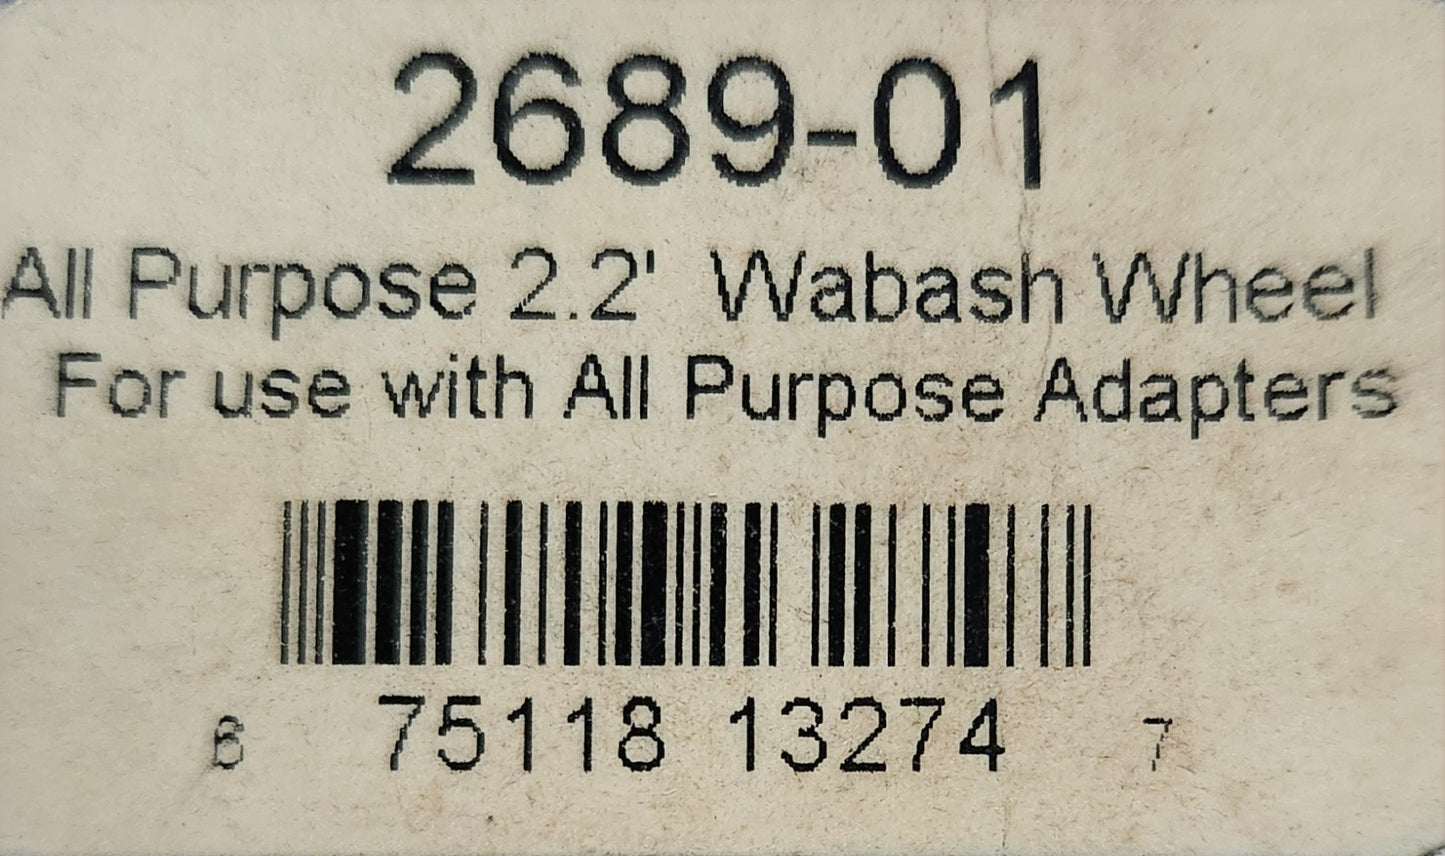 2689-01
All Purpose 2.2' Wabash Wheel
For use with All Purpose Adapters
6 75118 13274 7